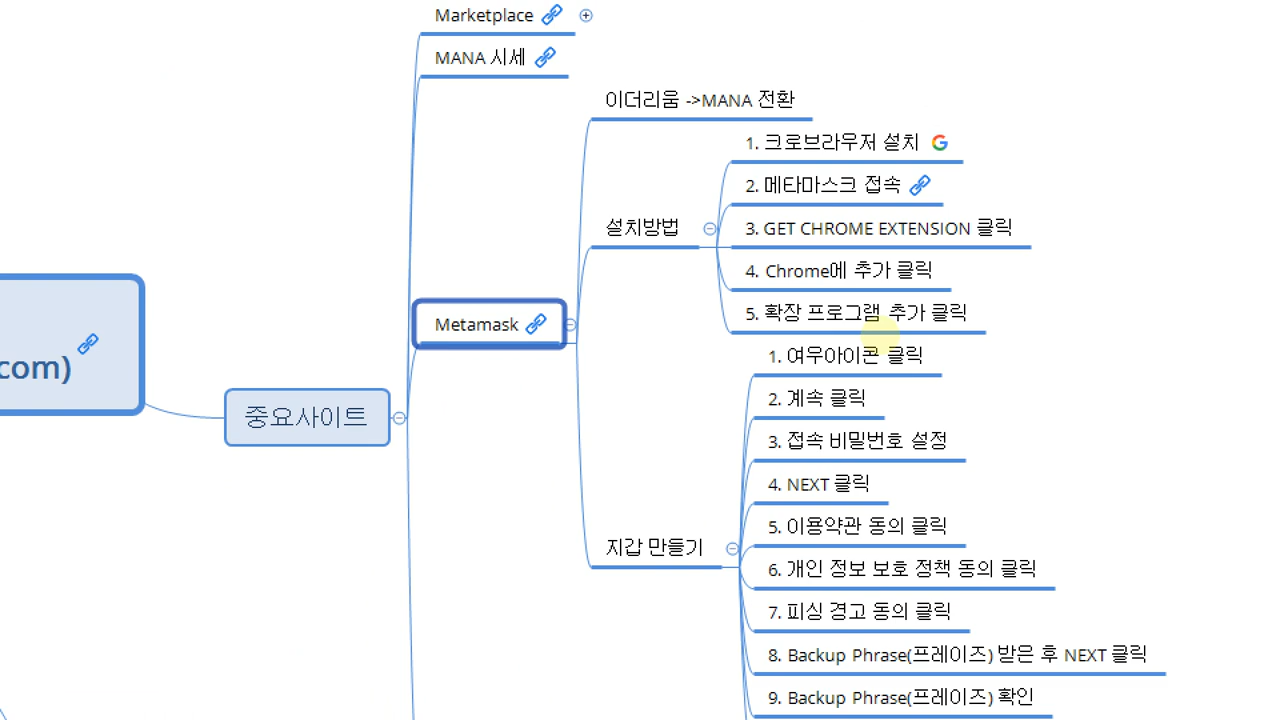 Marketplace
MANA 시세
이더리움 ->MANA 전환
1. 크로브라우저 설치
2. 메타마스크 접속
설치방법
3. GET CHROME EXTENSION 클릭
4. Chrome에 추가 클릭
5. 확장 프로그램 추가 클릭
Metamask
.com)
중요사이트
1. 여우아이콘 클릭
2. 계속 클릭
3. 접속 비밀번호 설정
4. NEXT 클릭
지갑 만들기
5. 이용약관 동의 클릭
6. 개인 정보 보호 정책 동의 클릭
7. 피싱 경고 동의 클릭
8. Backup Phrase(프레이즈) 받은 후 NEXT 클릭
9. Backup Phrase(프레이즈) 확인